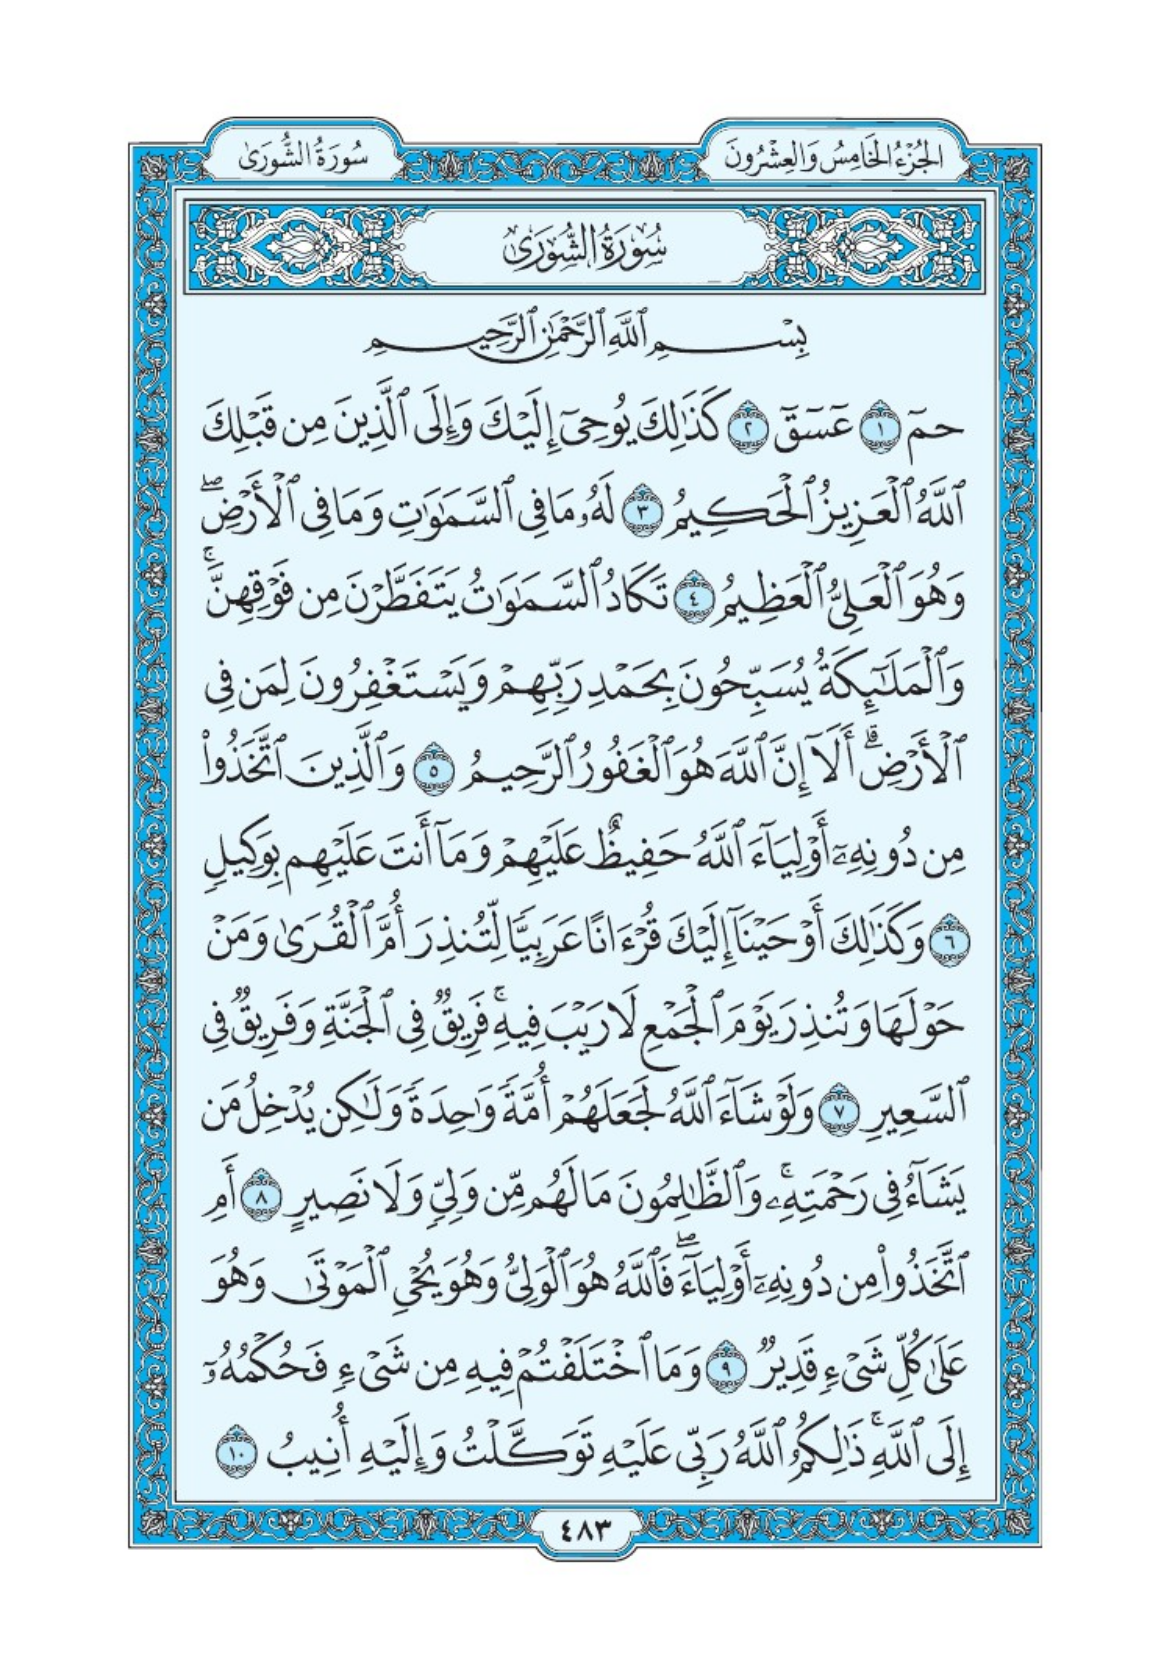 الجُزْءُ الخَامِسُ وَالعِشْرُونَ
سُورَةُ الشُّورَىٰ
سُورَةُ الشُّورَىٰ
بِسْمِ ٱللَّهِ ٱلرَّحْمَٰنِ ٱلرَّحِيمِ
حمٓ ١ عٓسٓقٓ ٢ كَذَٰلِكَ يُوحِىٓ إِلَيْكَ وَإِلَى ٱلَّذِينَ مِن قَبْلِكَ
ٱللَّهُ ٱلْعَزِيزُ ٱلْحَكِيمُ ٣ لَهُۥ مَا فِى ٱلسَّمَٰوَٰتِ وَمَا فِى ٱلْأَرْضِۖ
وَهُوَ ٱلْعَلِىُّ ٱلْعَظِيمُ ٤ تَكَادُ ٱلسَّمَٰوَٰتُ يَتَفَطَّرْنَ مِن فَوْقِهِنَّۚ
وَٱلْمَلَٰٓئِكَةُ يُسَبِّحُونَ بِحَمْدِ رَبِّهِمْ وَيَسْتَغْفِرُونَ لِمَن فِى
ٱلْأَرْضِۗ أَلَآ إِنَّ ٱللَّهَ هُوَ ٱلْغَفُورُ ٱلرَّحِيمُ ٥ وَٱلَّذِينَ ٱتَّخَذُوا۟
مِن دُونِهِۦٓ أَوْلِيَآءَ ٱللَّهُ حَفِيظٌ عَلَيْهِمْ وَمَآ أَنتَ عَلَيْهِم بِوَكِيلٍ
٦ وَكَذَٰلِكَ أَوْحَيْنَآ إِلَيْكَ قُرْءَانًا عَرَبِيًّا لِّتُنذِرَ أُمَّ ٱلْقُرَىٰ وَمَنْ
حَوْلَهَا وَتُنذِرَ يَوْمَ ٱلْجَمْعِ لَا رَيْبَ فِيهِۚ فَرِيقٌ فِى ٱلْجَنَّةِ وَفَرِيقٌ فِى
ٱلسَّعِيرِ ٧ وَلَوْ شَآءَ ٱللَّهُ لَجَعَلَهُمْ أُمَّةً وَٰحِدَةً وَلَٰكِن يُدْخِلُ مَن
يَشَآءُ فِى رَحْمَتِهِۦۚ وَٱلظَّٰلِمُونَ مَا لَهُم مِّن وَلِىٍّ وَلَا نَصِيرٍ ٨ أَمِ
ٱتَّخَذُوا۟ مِن دُونِهِۦٓ أَوْلِيَآءَۖ فَٱللَّهُ هُوَ ٱلْوَلِىُّ وَهُوَ يُحْىِ ٱلْمَوْتَىٰ وَهُوَ
عَلَىٰ كُلِّ شَىْءٍ قَدِيرٌ ٩ وَمَا ٱخْتَلَفْتُمْ فِيهِ مِن شَىْءٍ فَحُكْمُهُۥٓ
إِلَى ٱللَّهِۚ ذَٰلِكُمُ ٱللَّهُ رَبِّى عَلَيْهِ تَوَكَّلْتُ وَإِلَيْهِ أُنِيبُ ١٠
٤٨٣